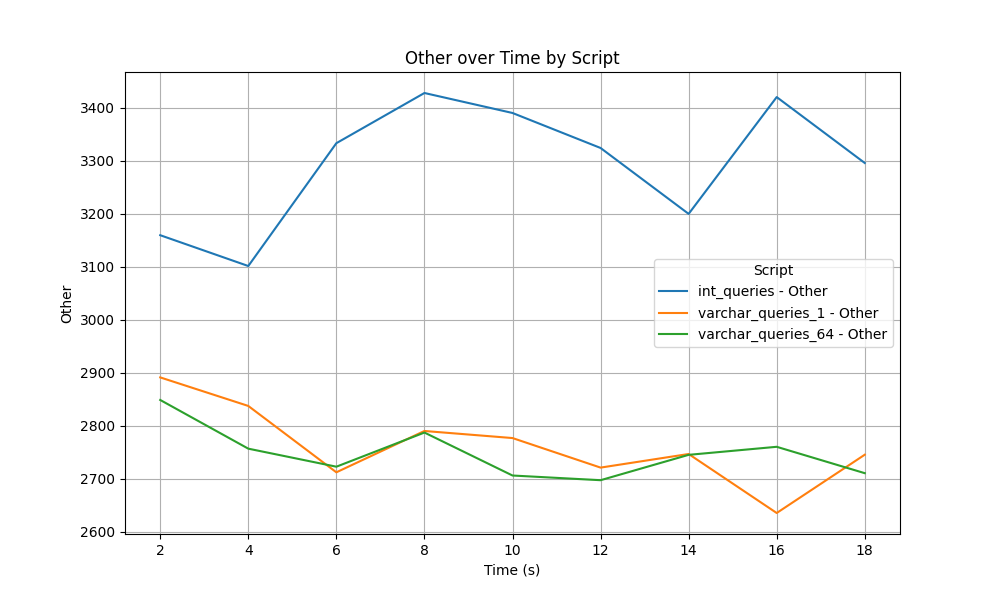 Other over Time by Script
3400
3300
3200
3100
3000
2900
2800
2700
2600
Other
Script
int_queries - Other
varchar_queries_1 - Other
varchar_queries_64 - Other
2 4 6 8 10 12 14 16 18
Time (s)